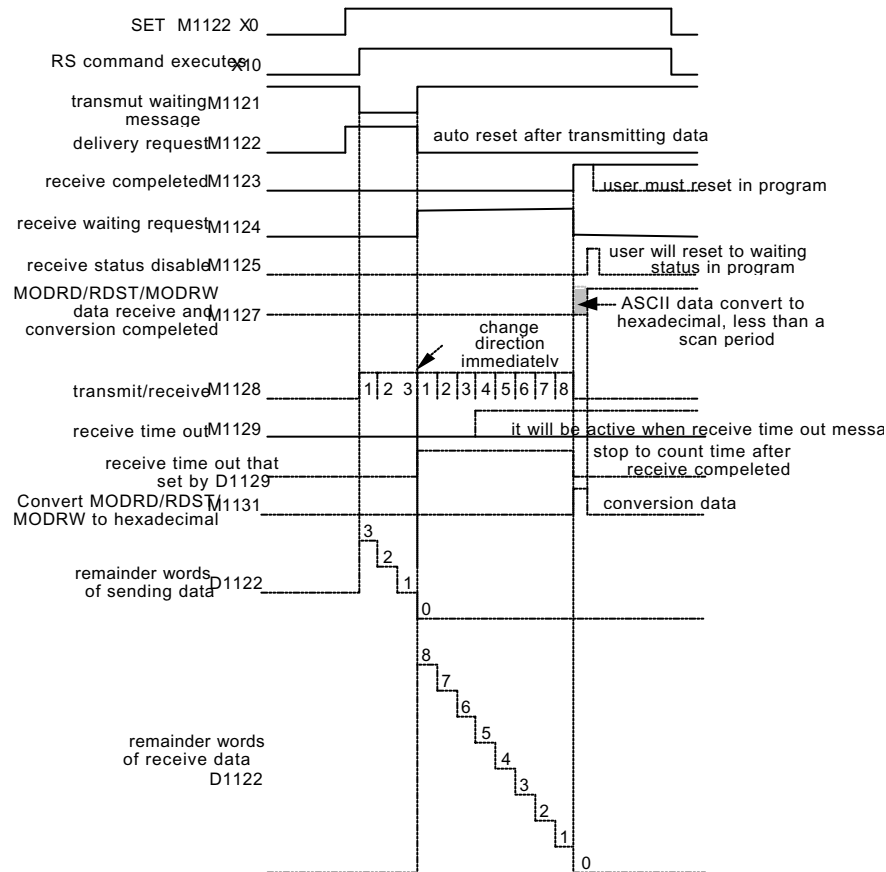 SET M1122 X0
RS command executes X10
transmut waiting M1121
message
delivery request M1122
auto reset after transmitting data
receive compeleted M1123
user must reset in program
receive waiting request M1124
receive status disable M1125
user will reset to waiting
status in program
MODRD/RDST/MODRW
data receive and M1127
conversion compeleted
ASCII data convert to
hexadecimal, less than a
scan period
change
direction
immediately
transmit/receive M1128
1 2 3 1 2 3 4 5 6 7 8
receive time out M1129
it will be active when receive time out messa
receive time out that
set by D1129
stop to count time after
receive compeleted
Convert MODRD/RDST/ M1131
MODRW to hexadecimal
conversion data
3
2
1
0
remainder words D1122
of sending data
8
7
6
5
4
3
2
1
0
remainder words
of receive data
D1122